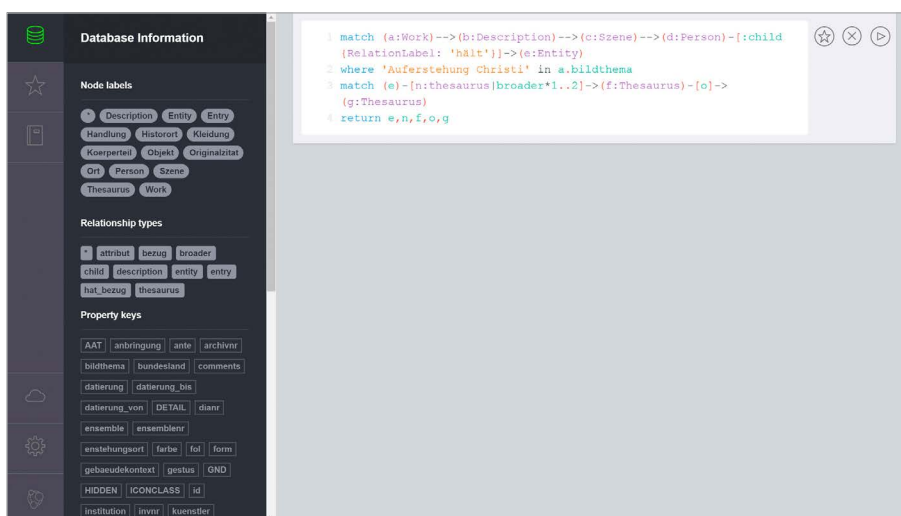 Database Information
Node labels
* Description Entity Entry
Handlung Historort Kleidung
Koerperteil Objekt Originalzitat
Ort Person Szene
Thesaurus Work
Relationship types
* attribut bezug broader
child description entity entry
hat_bezug thesaurus
Property keys
AAT anbringung ante archivnr
bildthema bundesland comments
datierung datierung_bis
datierung_von DETAIL dianr
ensemble ensemblenr
enstehungsort farbe fol form
gebaeudekontext gestus GND
HIDDEN ICONCLASS id
institution invnr kuenstler
1 match (a:Work)-->(b:Description)-->(c:Szene)-->(d:Person)-[:child
{RelationLabel: 'hält'}]->(e:Entity)
2 where 'Auferstehung Christi' in a.bildthema
3 match (e)-[n:thesaurus|broader*1..2]->(f:Thesaurus)-[o]->
(g:Thesaurus)
4 return e,n,f,o,g